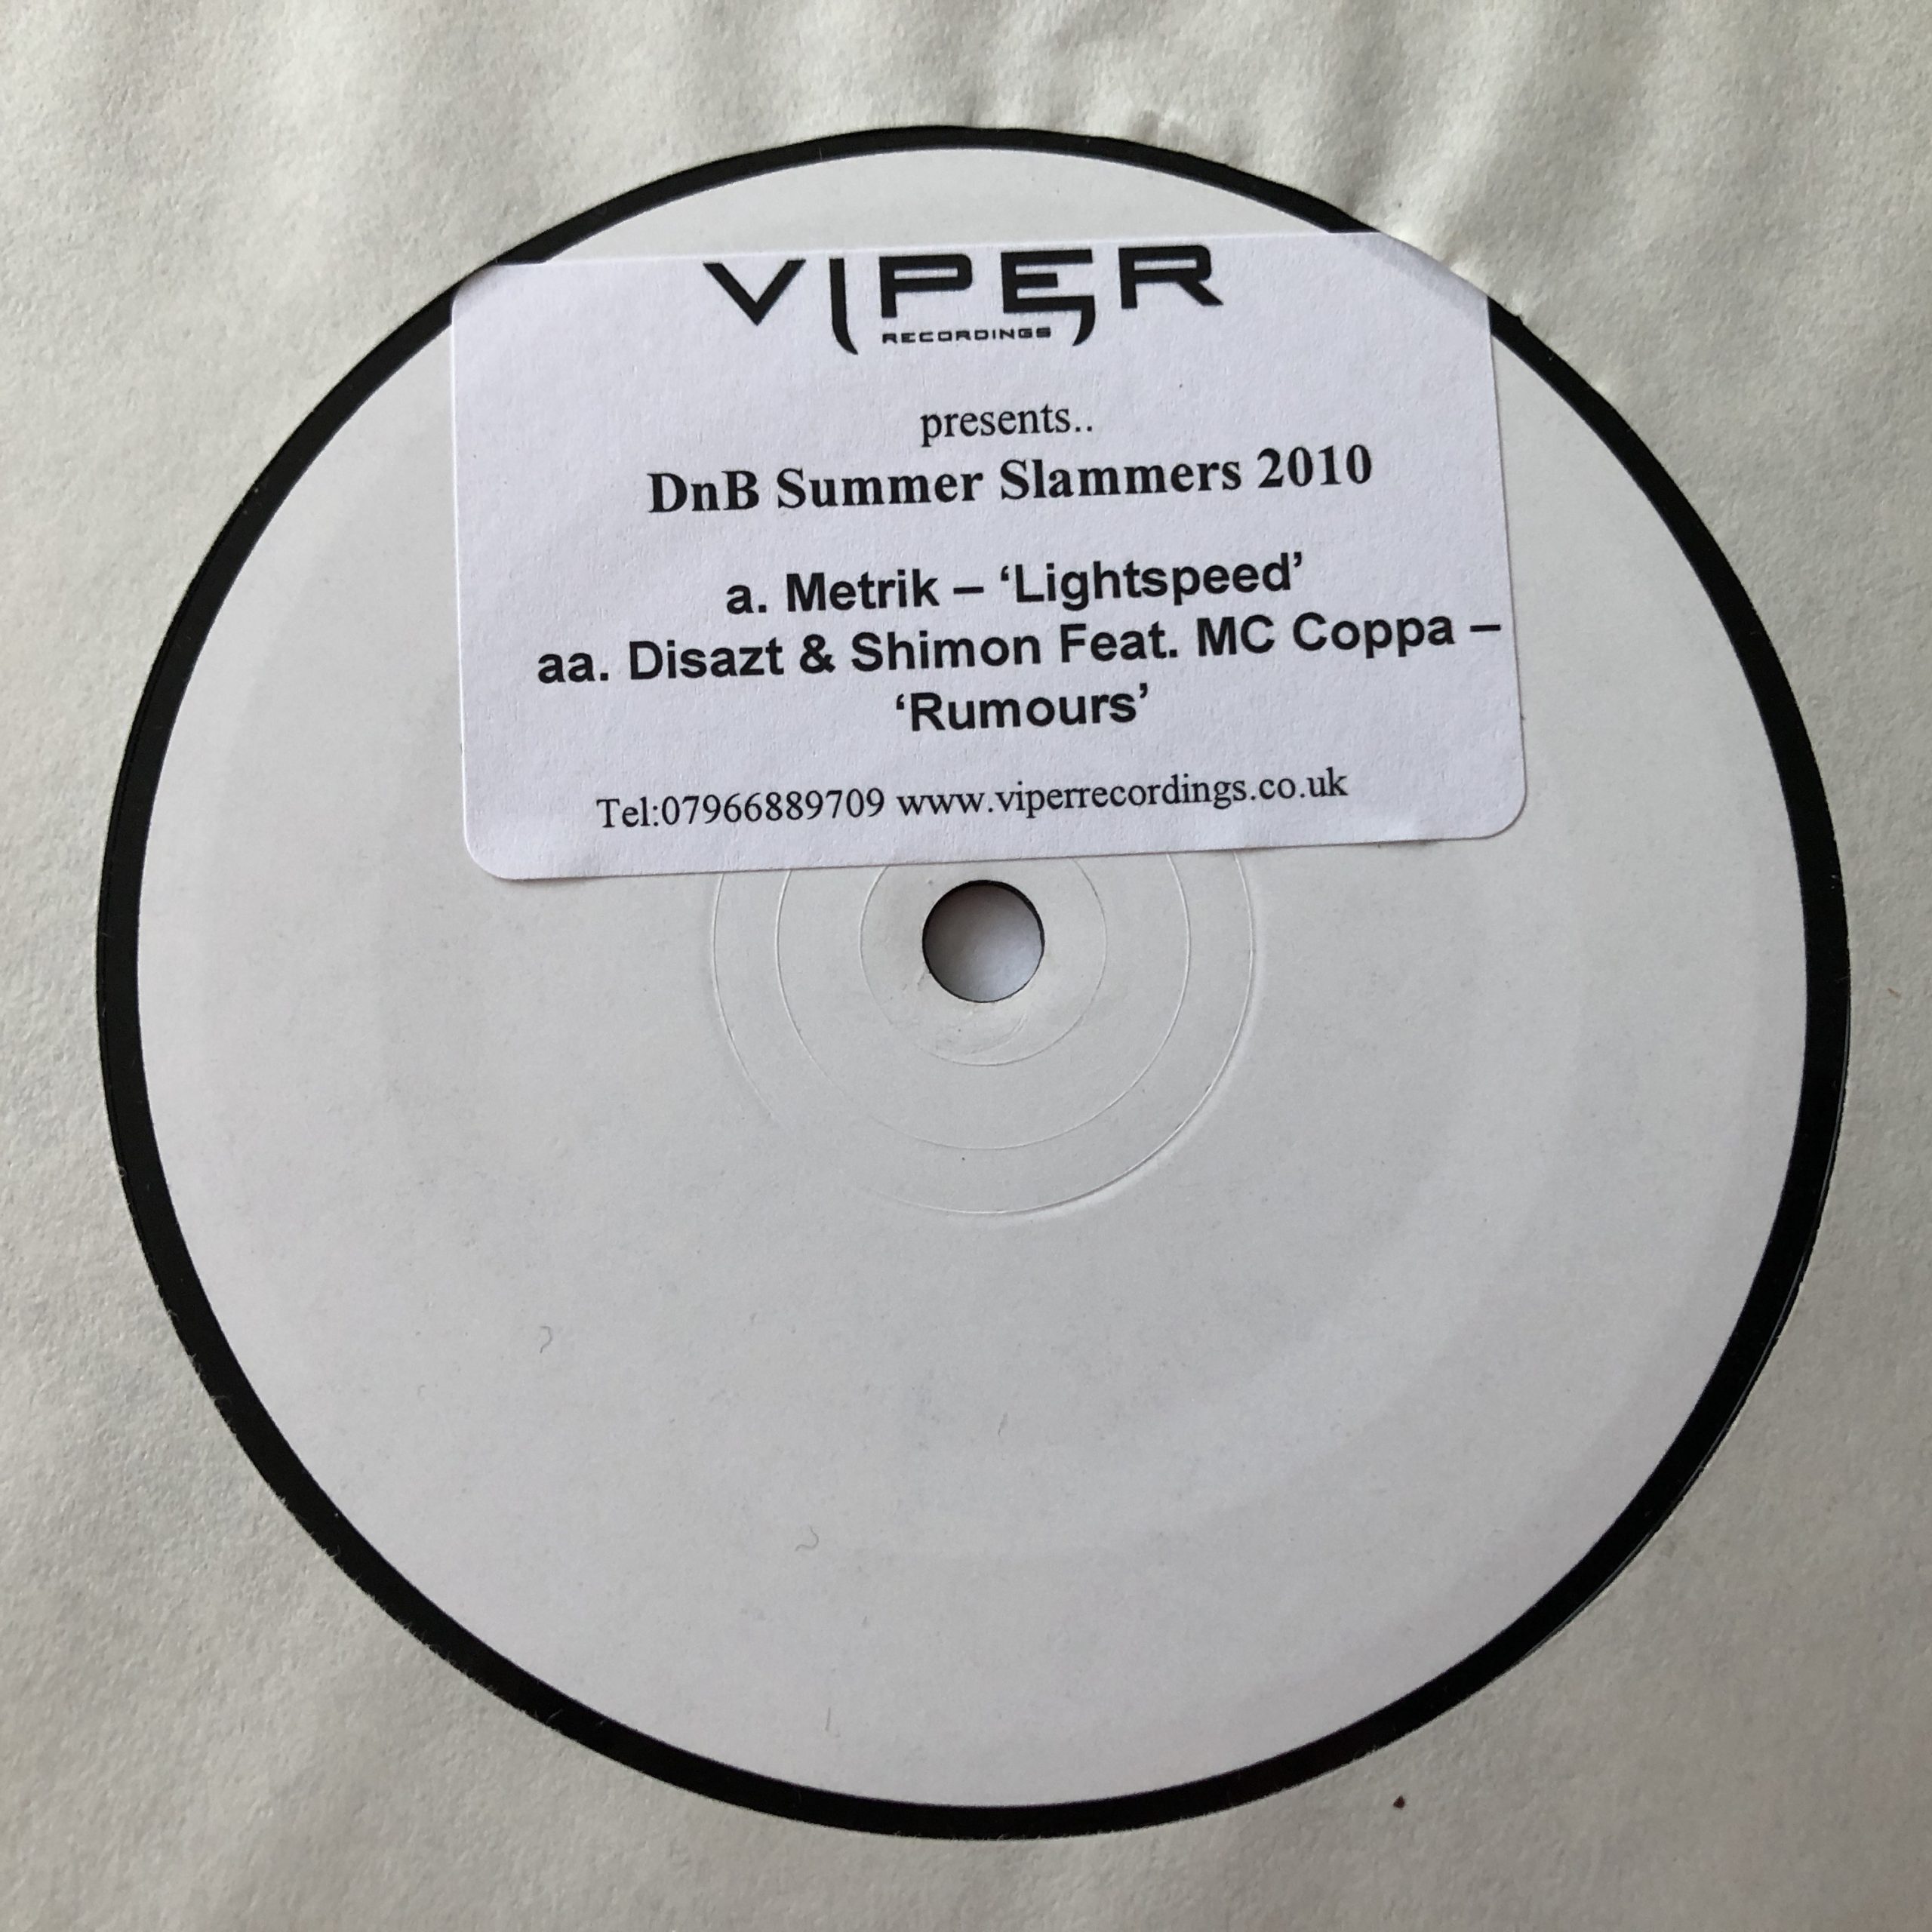 VIPER
RECORDINGS
presents..
DnB Summer Slammers 2010
a. Metrik – ‘Lightspeed’
aa. Disazt & Shimon Feat. MC Coppa –
‘Rumours’
Tel:07966889709 www.viperrecordings.co.uk